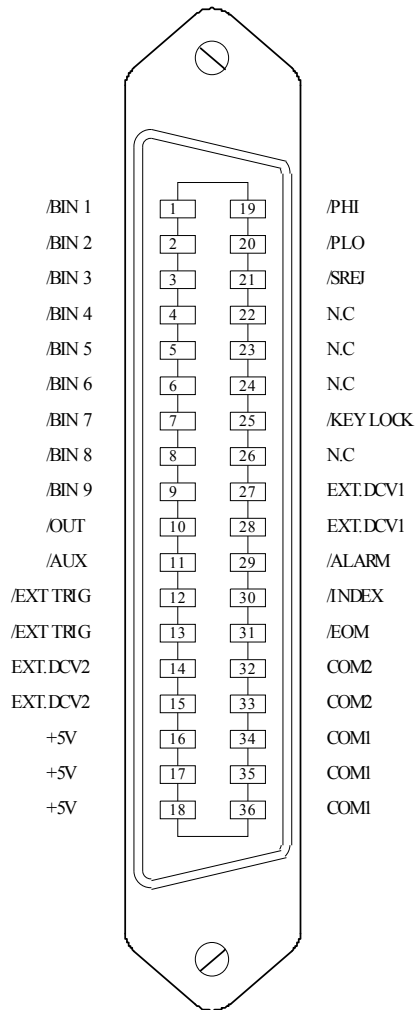 /BIN 1 1 19 /PHI
/BIN 2 2 20 /PLO
/BIN 3 3 21 /SREJ
/BIN 4 4 22 N.C
/BIN 5 5 23 N.C
/BIN 6 6 24 N.C
/BIN 7 7 25 /KEY LOCK
/BIN 8 8 26 N.C
/BIN 9 9 27 EXT.DCV1
/OUT 10 28 EXT.DCV1
/AUX 11 29 /ALARM
/EXT TRIG 12 30 /INDEX
/EXT TRIG 13 31 /EOM
EXT.DCV2 14 32 COM2
EXT.DCV2 15 33 COM2
+5V 16 34 COM1
+5V 17 35 COM1
+5V 18 36 COM1